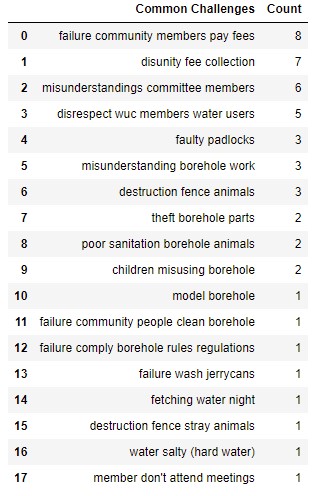 Common Challenges Count
0 failure community members pay fees 8
1 disunity fee collection 7
2 misunderstandings committee members 6
3 disrespect wuc members water users 5
4 faulty padlocks 3
5 misunderstanding borehole work 3
6 destruction fence animals 3
7 theft borehole parts 2
8 poor sanitation borehole animals 2
9 children misusing borehole 2
10 model borehole 1
11 failure community people clean borehole 1
12 failure comply borehole rules regulations 1
13 failure wash jerrycans 1
14 fetching water night 1
15 destruction fence stray animals 1
16 water salty (hard water) 1
17 member don't attend meetings 1